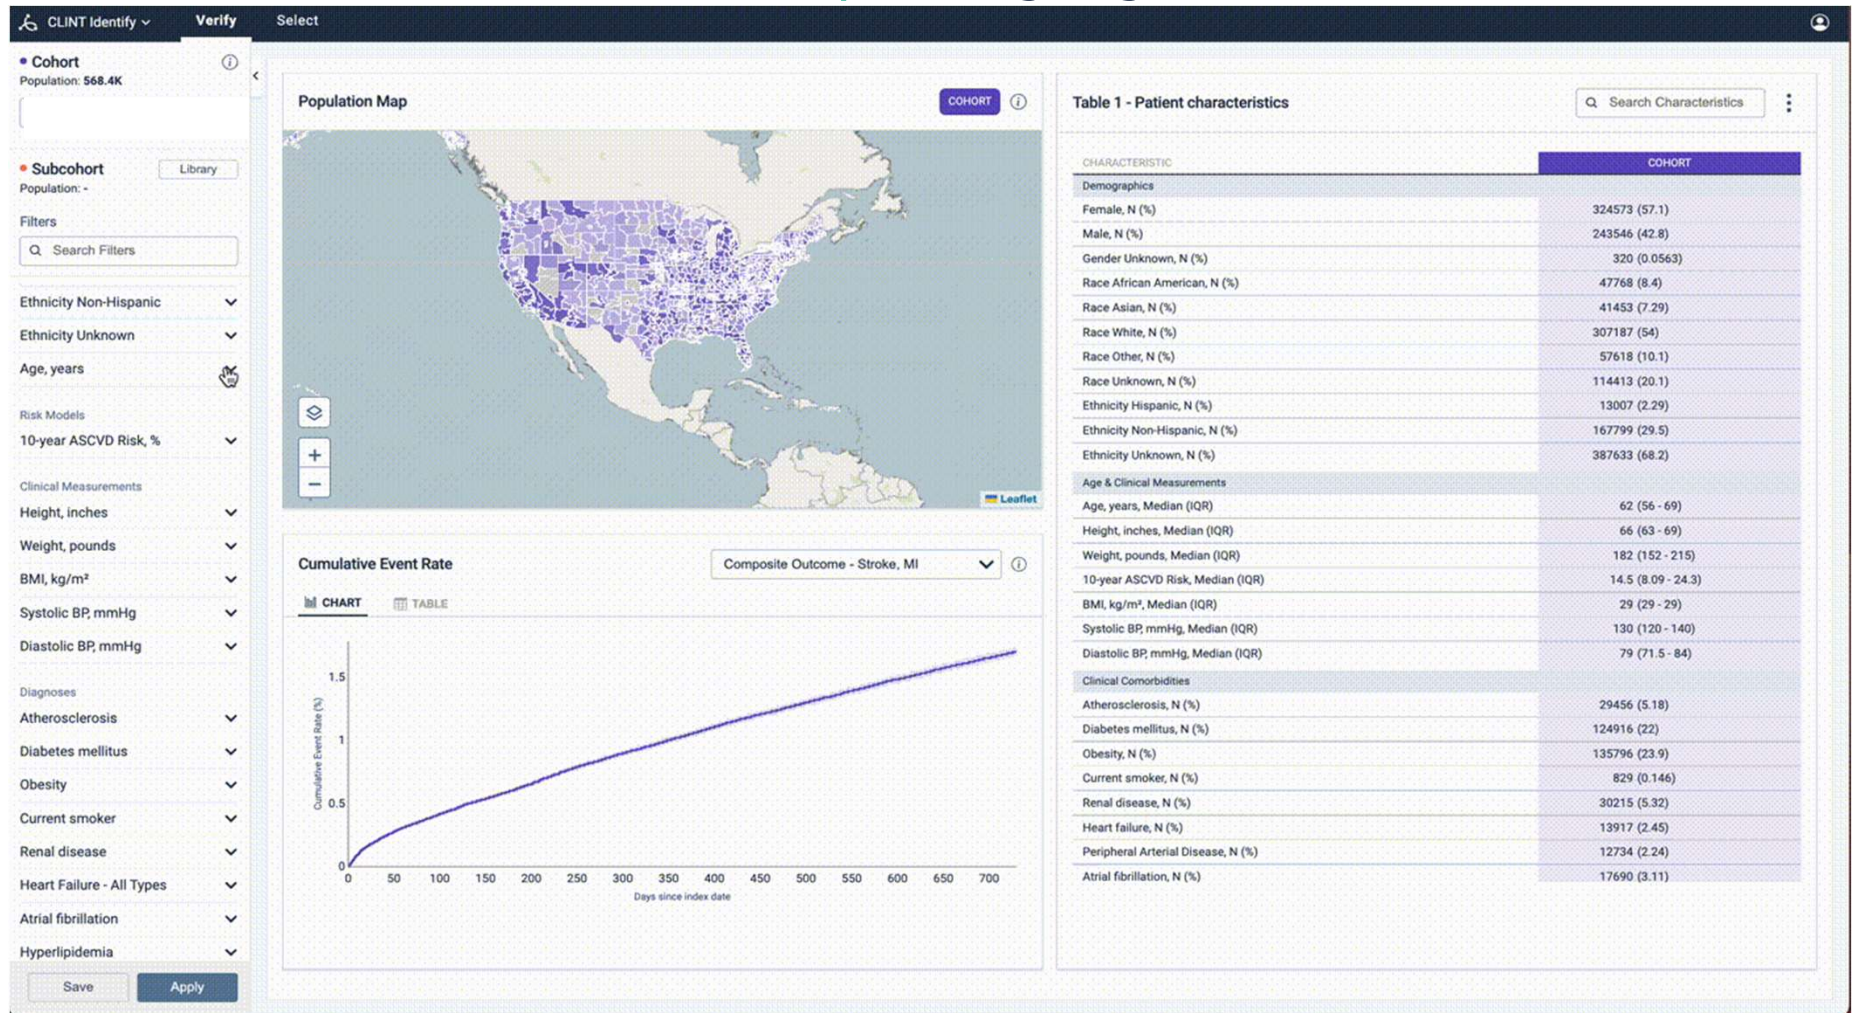 CLINT Identify
Verify
Select
Cohort
Population: 568.4K
Subcohort
Library
Population: -
Filters
Search Filters
Ethnicity Non-Hispanic
Ethnicity Unknown
Age, years
Risk Models
10-year ASCVD Risk, %
Clinical Measurements
Height, inches
Weight, pounds
BMI, kg/m²
Systolic BP, mmHg
Diastolic BP, mmHg
Diagnoses
Atherosclerosis
Diabetes mellitus
Obesity
Current smoker
Renal disease
Heart Failure - All Types
Atrial fibrillation
Hyperlipidemia
Save
Apply
Population Map
COHORT
+
−
Leaflet
Cumulative Event Rate
Composite Outcome - Stroke, MI
CHART
TABLE
Cumulative Event Rate (%)
1.5
1
0.5
0
0 50 100 150 200 250 300 350 400 450 500 550 600 650 700
Days since index date
Table 1 - Patient characteristics
Search Characteristics
CHARACTERISTIC COHORT
Demographics
Female, N (%) 324573 (57.1)
Male, N (%) 243546 (42.8)
Gender Unknown, N (%) 320 (0.0563)
Race African American, N (%) 47768 (8.4)
Race Asian, N (%) 41453 (7.29)
Race White, N (%) 307187 (54)
Race Other, N (%) 57618 (10.1)
Race Unknown, N (%) 114413 (20.1)
Ethnicity Hispanic, N (%) 13007 (2.29)
Ethnicity Non-Hispanic, N (%) 167799 (29.5)
Ethnicity Unknown, N (%) 387633 (68.2)
Age & Clinical Measurements
Age, years, Median (IQR) 62 (56 - 69)
Height, inches, Median (IQR) 66 (63 - 69)
Weight, pounds, Median (IQR) 182 (152 - 215)
10-year ASCVD Risk, Median (IQR) 14.5 (8.09 - 24.3)
BMI, kg/m², Median (IQR) 29 (29 - 29)
Systolic BP, mmHg, Median (IQR) 130 (120 - 140)
Diastolic BP, mmHg, Median (IQR) 79 (71.5 - 84)
Clinical Comorbidities
Atherosclerosis, N (%) 29456 (5.18)
Diabetes mellitus, N (%) 124916 (22)
Obesity, N (%) 135796 (23.9)
Current smoker, N (%) 829 (0.146)
Renal disease, N (%) 30215 (5.32)
Heart failure, N (%) 13917 (2.45)
Peripheral Arterial Disease, N (%) 12734 (2.24)
Atrial fibrillation, N (%) 17690 (3.11)